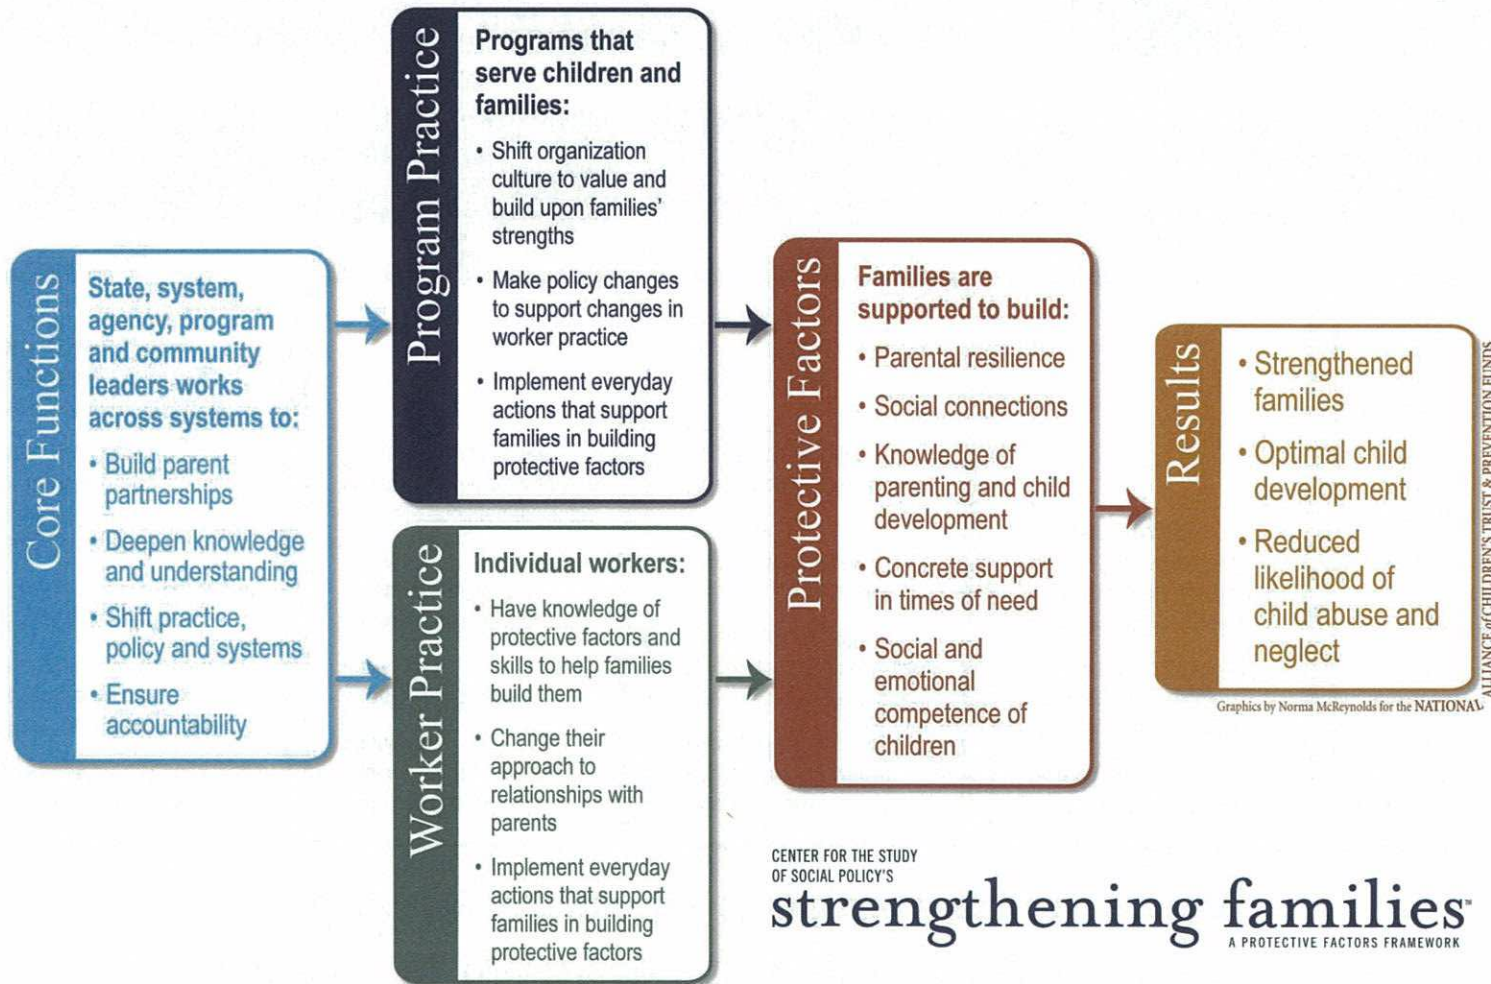 Core Functions
State, system,
agency, program
and community
leaders works
across systems to:
• Build parent
partnerships
• Deepen knowledge
and understanding
• Shift practice,
policy and systems
• Ensure
accountability
Program Practice
Programs that
serve children and
families:
• Shift organization
culture to value and
build upon families'
strengths
• Make policy changes
to support changes in
worker practice
• Implement everyday
actions that support
families in building
protective factors
Worker Practice
Individual workers:
• Have knowledge of
protective factors and
skills to help families
build them
• Change their
approach to
relationships with
parents
• Implement everyday
actions that support
families in building
protective factors
Protective Factors
Families are
supported to build:
• Parental resilience
• Social connections
• Knowledge of
parenting and child
development
• Concrete support
in times of need
• Social and
emotional
competence of
children
Results
• Strengthened
families
• Optimal child
development
• Reduced
likelihood of
child abuse and
neglect
Graphics by Norma McReynolds for the NATIONAL
ALLIANCE of CHILDREN'S TRUST & PREVENTION FUNDS
CENTER FOR THE STUDY
OF SOCIAL POLICY'S
strengthening families™
A PROTECTIVE FACTORS FRAMEWORK